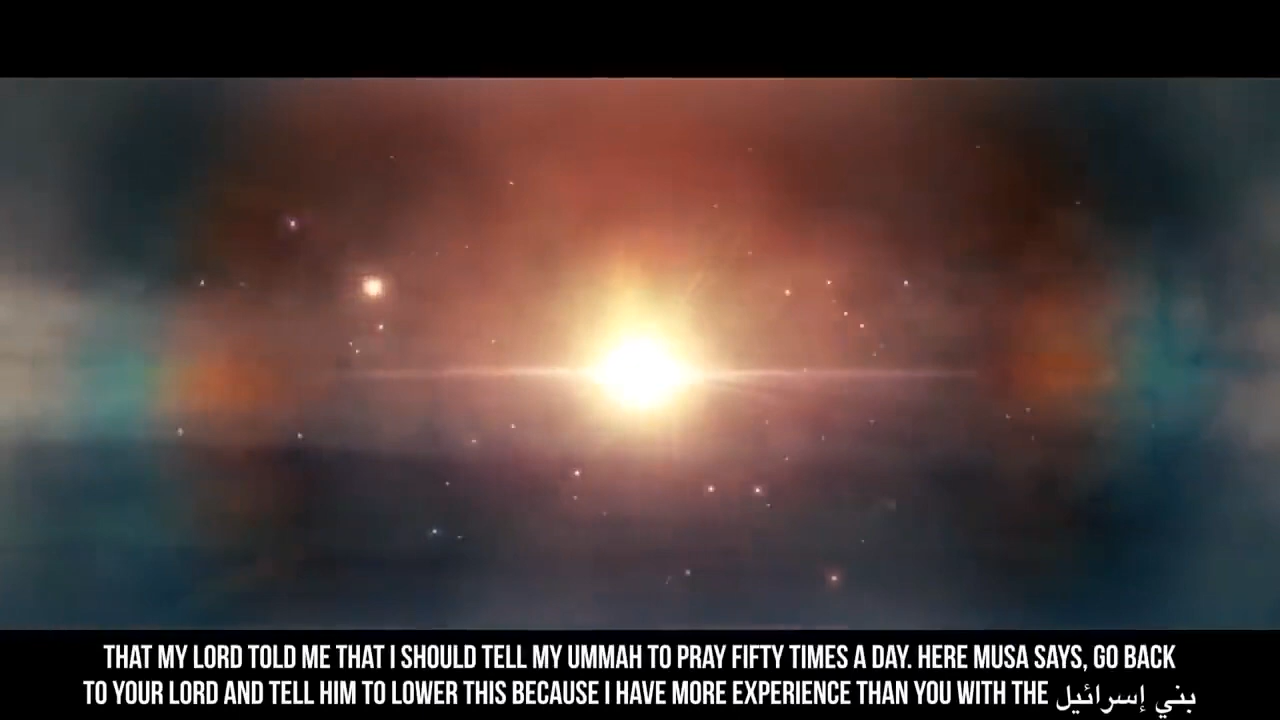 THAT MY LORD TOLD ME THAT I SHOULD TELL MY UMMAH TO PRAY FIFTY TIMES A DAY. HERE MUSA SAYS, GO BACK
TO YOUR LORD AND TELL HIM TO LOWER THIS BECAUSE I HAVE MORE EXPERIENCE THAN YOU WITH THE بني إسرائيل